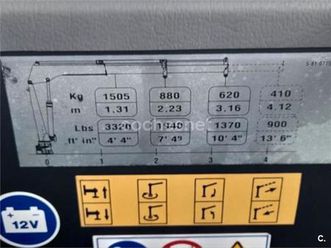 Kg 1505 880 620 410
m 1.31 2.23 3.16 4.12
Lbs 3320 1940 1370 900
ft' in" 4' 4" 7' 4" 10' 4" 13' 6"
0 1 2 3 4
12V
C.